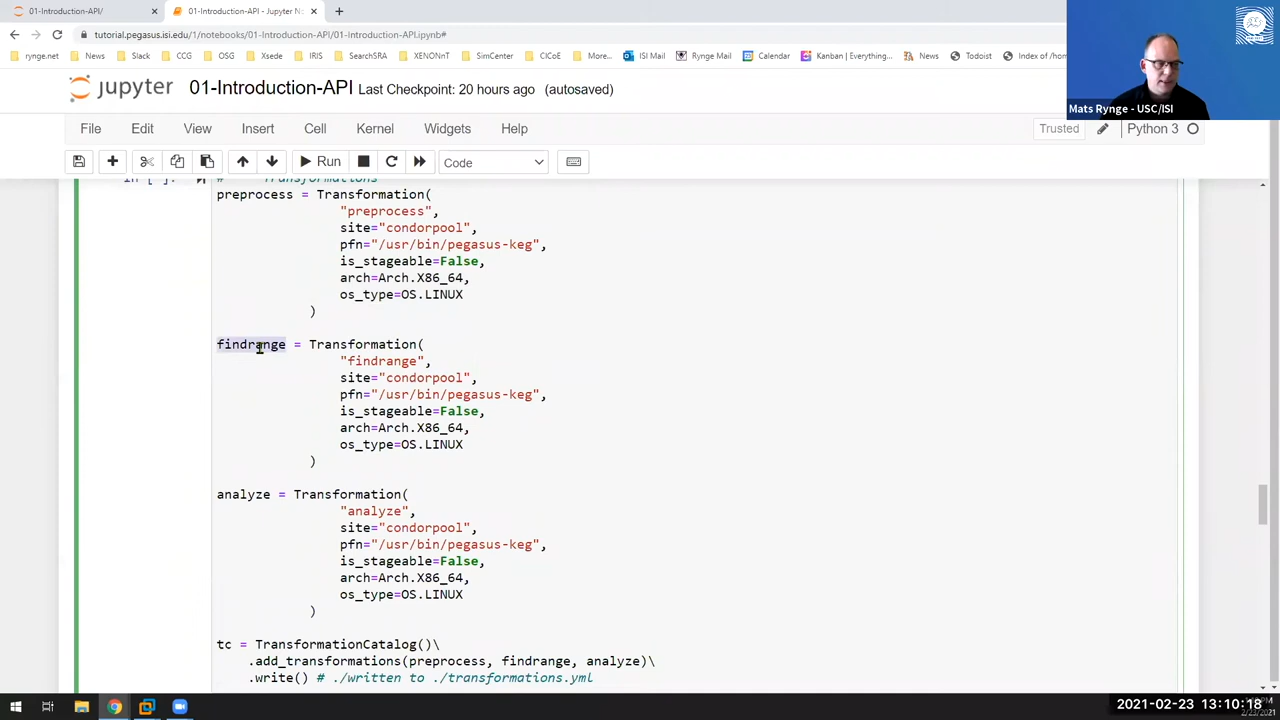 01-Introduction-API/
01-Introduction-API - Jupyter N
tutorial.pegasus.isi.edu/1/notebooks/01-Introduction-API/01-Introduction-API.ipynb#
rynge.net
News
Slack
CCG
OSG
Xsede
IRIS
SearchSRA
XENONnT
SimCenter
CICoE
More...
ISI Mail
Rynge Mail
Calendar
Kanban | Everything...
News
Todoist
Index of /hom
Mats Rynge - USC/ISI
jupyter 01-Introduction-API Last Checkpoint: 20 hours ago (autosaved)
File Edit View Insert Cell Kernel Widgets Help
Trusted
Python 3
Run
Code
In [ ]:
# Transformations
preprocess = Transformation(
"preprocess",
site="condorpool",
pfn="/usr/bin/pegasus-keg",
is_stageable=False,
arch=Arch.X86_64,
os_type=OS.LINUX
)
findrange = Transformation(
"findrange",
site="condorpool",
pfn="/usr/bin/pegasus-keg",
is_stageable=False,
arch=Arch.X86_64,
os_type=OS.LINUX
)
analyze = Transformation(
"analyze",
site="condorpool",
pfn="/usr/bin/pegasus-keg",
is_stageable=False,
arch=Arch.X86_64,
os_type=OS.LINUX
)
tc = TransformationCatalog()\
.add_transformations(preprocess, findrange, analyze)\
.write() # ./written to ./transformations.yml
2021-02-23 13:10:18